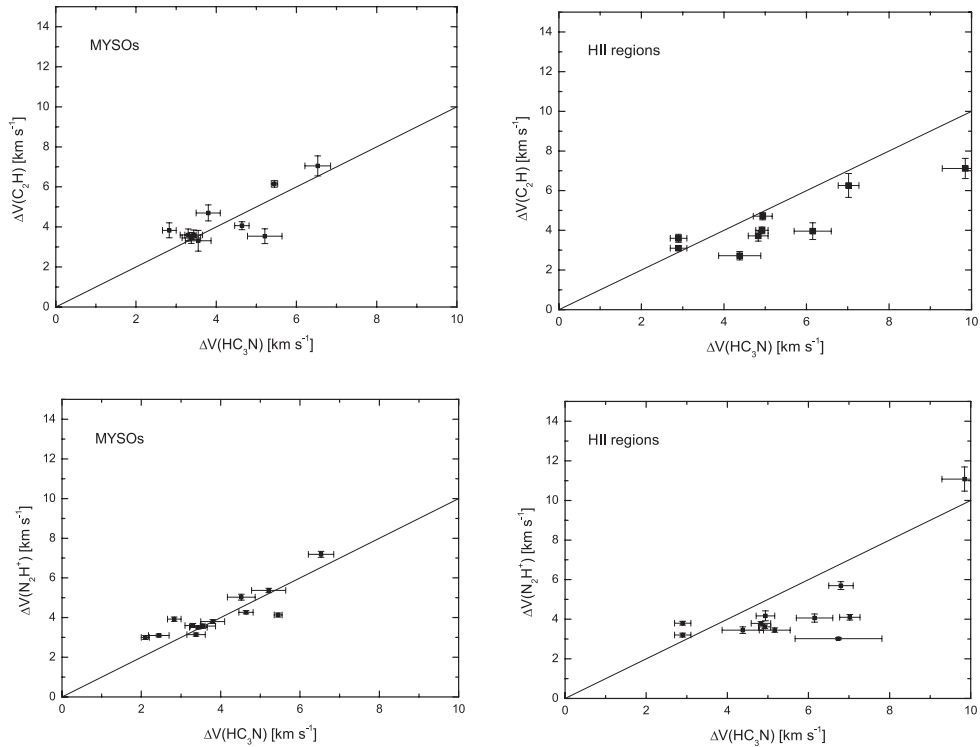 MYSOs
14
12
10
8
6
4
2
0
ΔV(C₂H) [km s⁻¹]
0 2 4 6 8 10
ΔV(HC₃N) [km s⁻¹]
HII regions
14
12
10
8
6
4
2
0
ΔV(C₂H) [km s⁻¹]
0 2 4 6 8 10
ΔV(HC₃N) [km s⁻¹]
MYSOs
14
12
10
8
6
4
2
0
ΔV(N₂H⁺) [km s⁻¹]
0 2 4 6 8 10
ΔV(HC₃N) [km s⁻¹]
HII regions
14
12
10
8
6
4
2
0
ΔV(N₂H⁺) [km s⁻¹]
0 2 4 6 8 10
ΔV(HC₃N) [km s⁻¹]